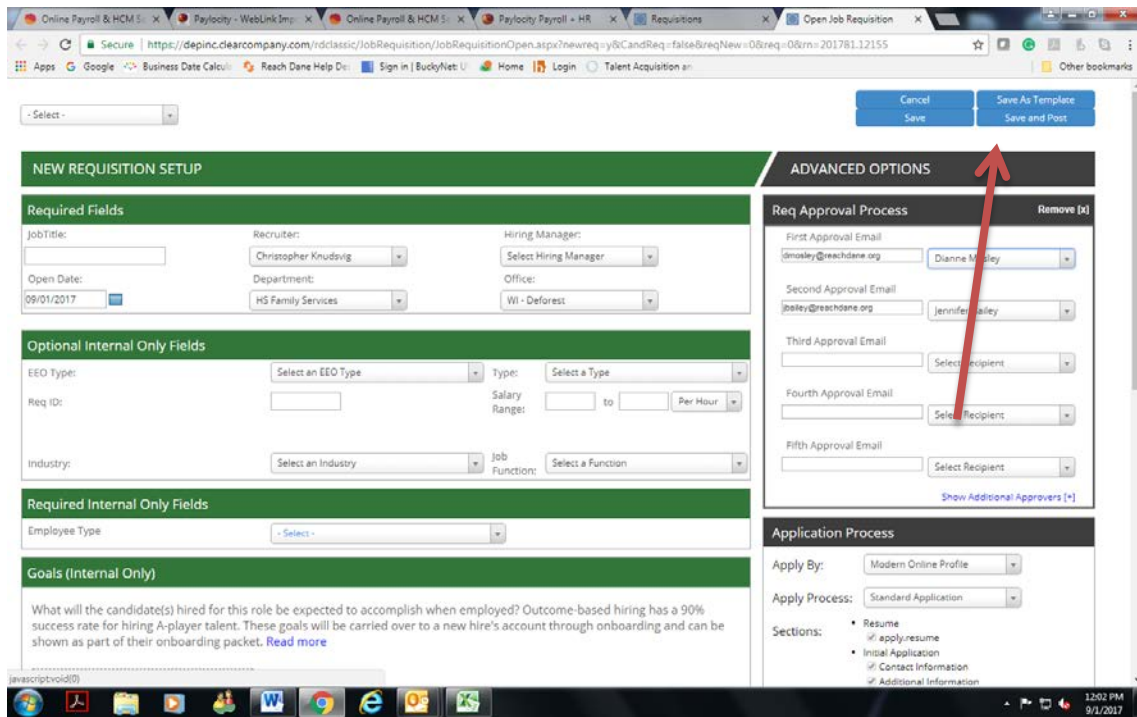 Online Payroll & HCM S
Paylocity - WebLink Imp
Online Payroll & HCM S
Paylocity Payroll + HR
Requisitions
Open Job Requisition
Secure | https://depinc.clearcompany.com/rdclassic/JobRequisition/JobRequisitionOpen.aspx?newreq=y&CandReq=false&reqNew=0&req=0&rn=201781.12155
Apps Google Business Date Calcul Reach Dane Help De Sign in | BuckyNet: U Home Login Talent Acquisition an Other bookmarks
- Select -
Cancel Save As Template
Save Save and Post
NEW REQUISITION SETUP
ADVANCED OPTIONS
Required Fields
JobTitle: Recruiter: Hiring Manager:
Christopher Knudsvig Select Hiring Manager
Open Date: Department: Office:
09/01/2017 HS Family Services WI - Deforest
Optional Internal Only Fields
EEO Type: Select an EEO Type Type: Select a Type
Req ID: Salary Range: to Per Hour
Industry: Select an Industry Job Function: Select a Function
Required Internal Only Fields
Employee Type - Select -
Goals (Internal Only)
What will the candidate(s) hired for this role be expected to accomplish when employed? Outcome-based hiring has a 90%
success rate for hiring A-player talent. These goals will be carried over to a new hire's account through onboarding and can be
shown as part of their onboarding packet. Read more
Req Approval Process Remove [x]
First Approval Email
dmosley@reachdane.org Dianne Mosley
Second Approval Email
jbailey@reachdane.org Jennifer Bailey
Third Approval Email
Select Recipient
Fourth Approval Email
Select Recipient
Fifth Approval Email
Select Recipient
Show Additional Approvers [+]
Application Process
Apply By: Modern Online Profile
Apply Process: Standard Application
Sections:
• Resume
apply.resume
• Initial Application
Contact Information
Additional Information
javascript:void(0)
12:02 PM
9/1/2017